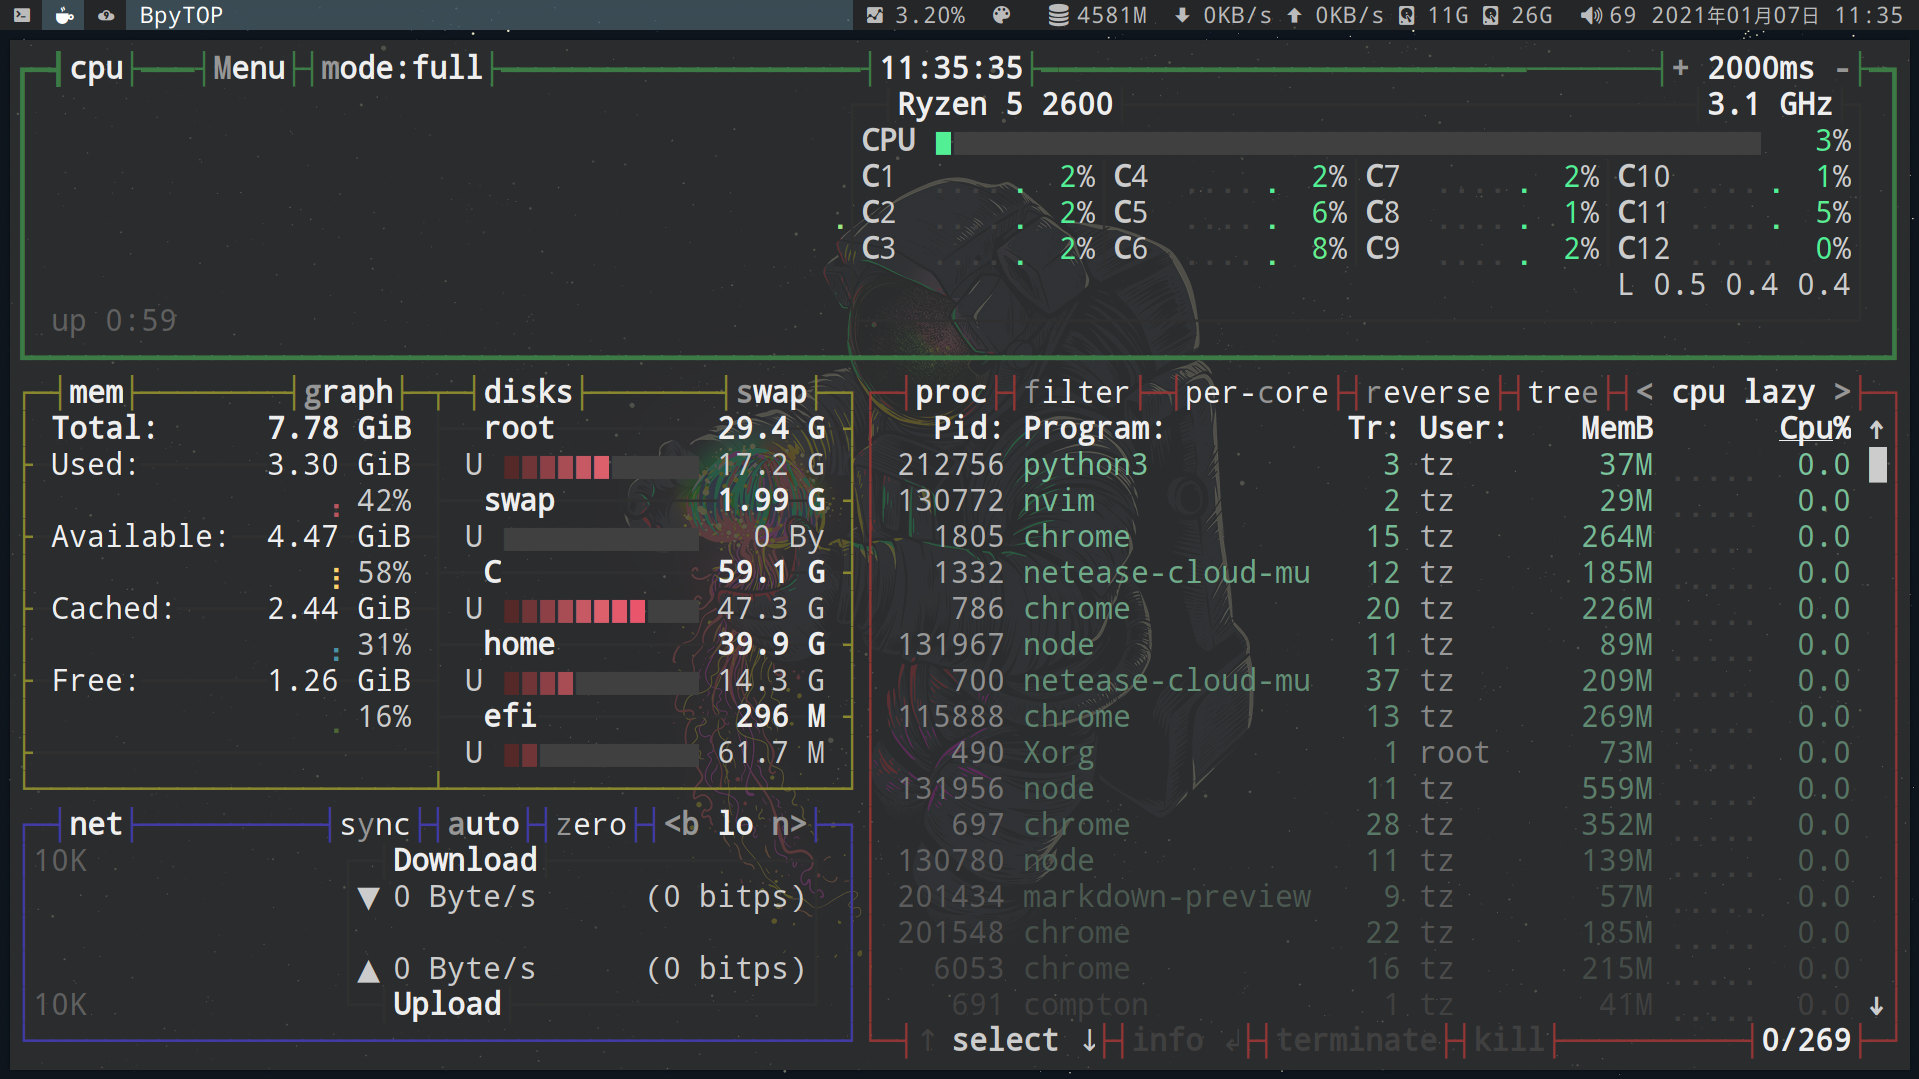 BpyTOP 3.20% 4581M 0KB/s 0KB/s 11G 26G 69 2021年01月07日 11:35
cpu Menu mode:full 11:35:35 + 2000ms -
Ryzen 5 2600 3.1 GHz
CPU 3%
C1 2% C4 2% C7 2% C10 1%
C2 2% C5 6% C8 1% C11 5%
C3 2% C6 8% C9 2% C12 0%
L 0.5 0.4 0.4
up 0:59
mem graph
Total: 7.78 GiB
Used: 3.30 GiB
42%
Available: 4.47 GiB
58%
Cached: 2.44 GiB
31%
Free: 1.26 GiB
16%
disks swap
root 29.4 G
U 17.2 G
swap 1.99 G
U 0 By
C 59.1 G
U 47.3 G
home 39.9 G
U 14.3 G
efi 296 M
U 61.7 M
net sync auto zero <b lo n>
10K
Download
▼ 0 Byte/s (0 bitps)
▲ 0 Byte/s (0 bitps)
10K
Upload
proc filter per-core reverse tree < cpu lazy >
Pid: Program: Tr: User: MemB Cpu% ↑
212756 python3 3 tz 37M 0.0
130772 nvim 2 tz 29M 0.0
1805 chrome 15 tz 264M 0.0
1332 netease-cloud-mu 12 tz 185M 0.0
786 chrome 20 tz 226M 0.0
131967 node 11 tz 89M 0.0
700 netease-cloud-mu 37 tz 209M 0.0
115888 chrome 13 tz 269M 0.0
490 Xorg 1 root 73M 0.0
131956 node 11 tz 559M 0.0
697 chrome 28 tz 352M 0.0
130780 node 11 tz 139M 0.0
201434 markdown-preview 9 tz 57M 0.0
201548 chrome 22 tz 185M 0.0
6053 chrome 16 tz 215M 0.0
691 compton 1 tz 41M 0.0 ↓
↑ select ↓ info ↲ terminate kill 0/269